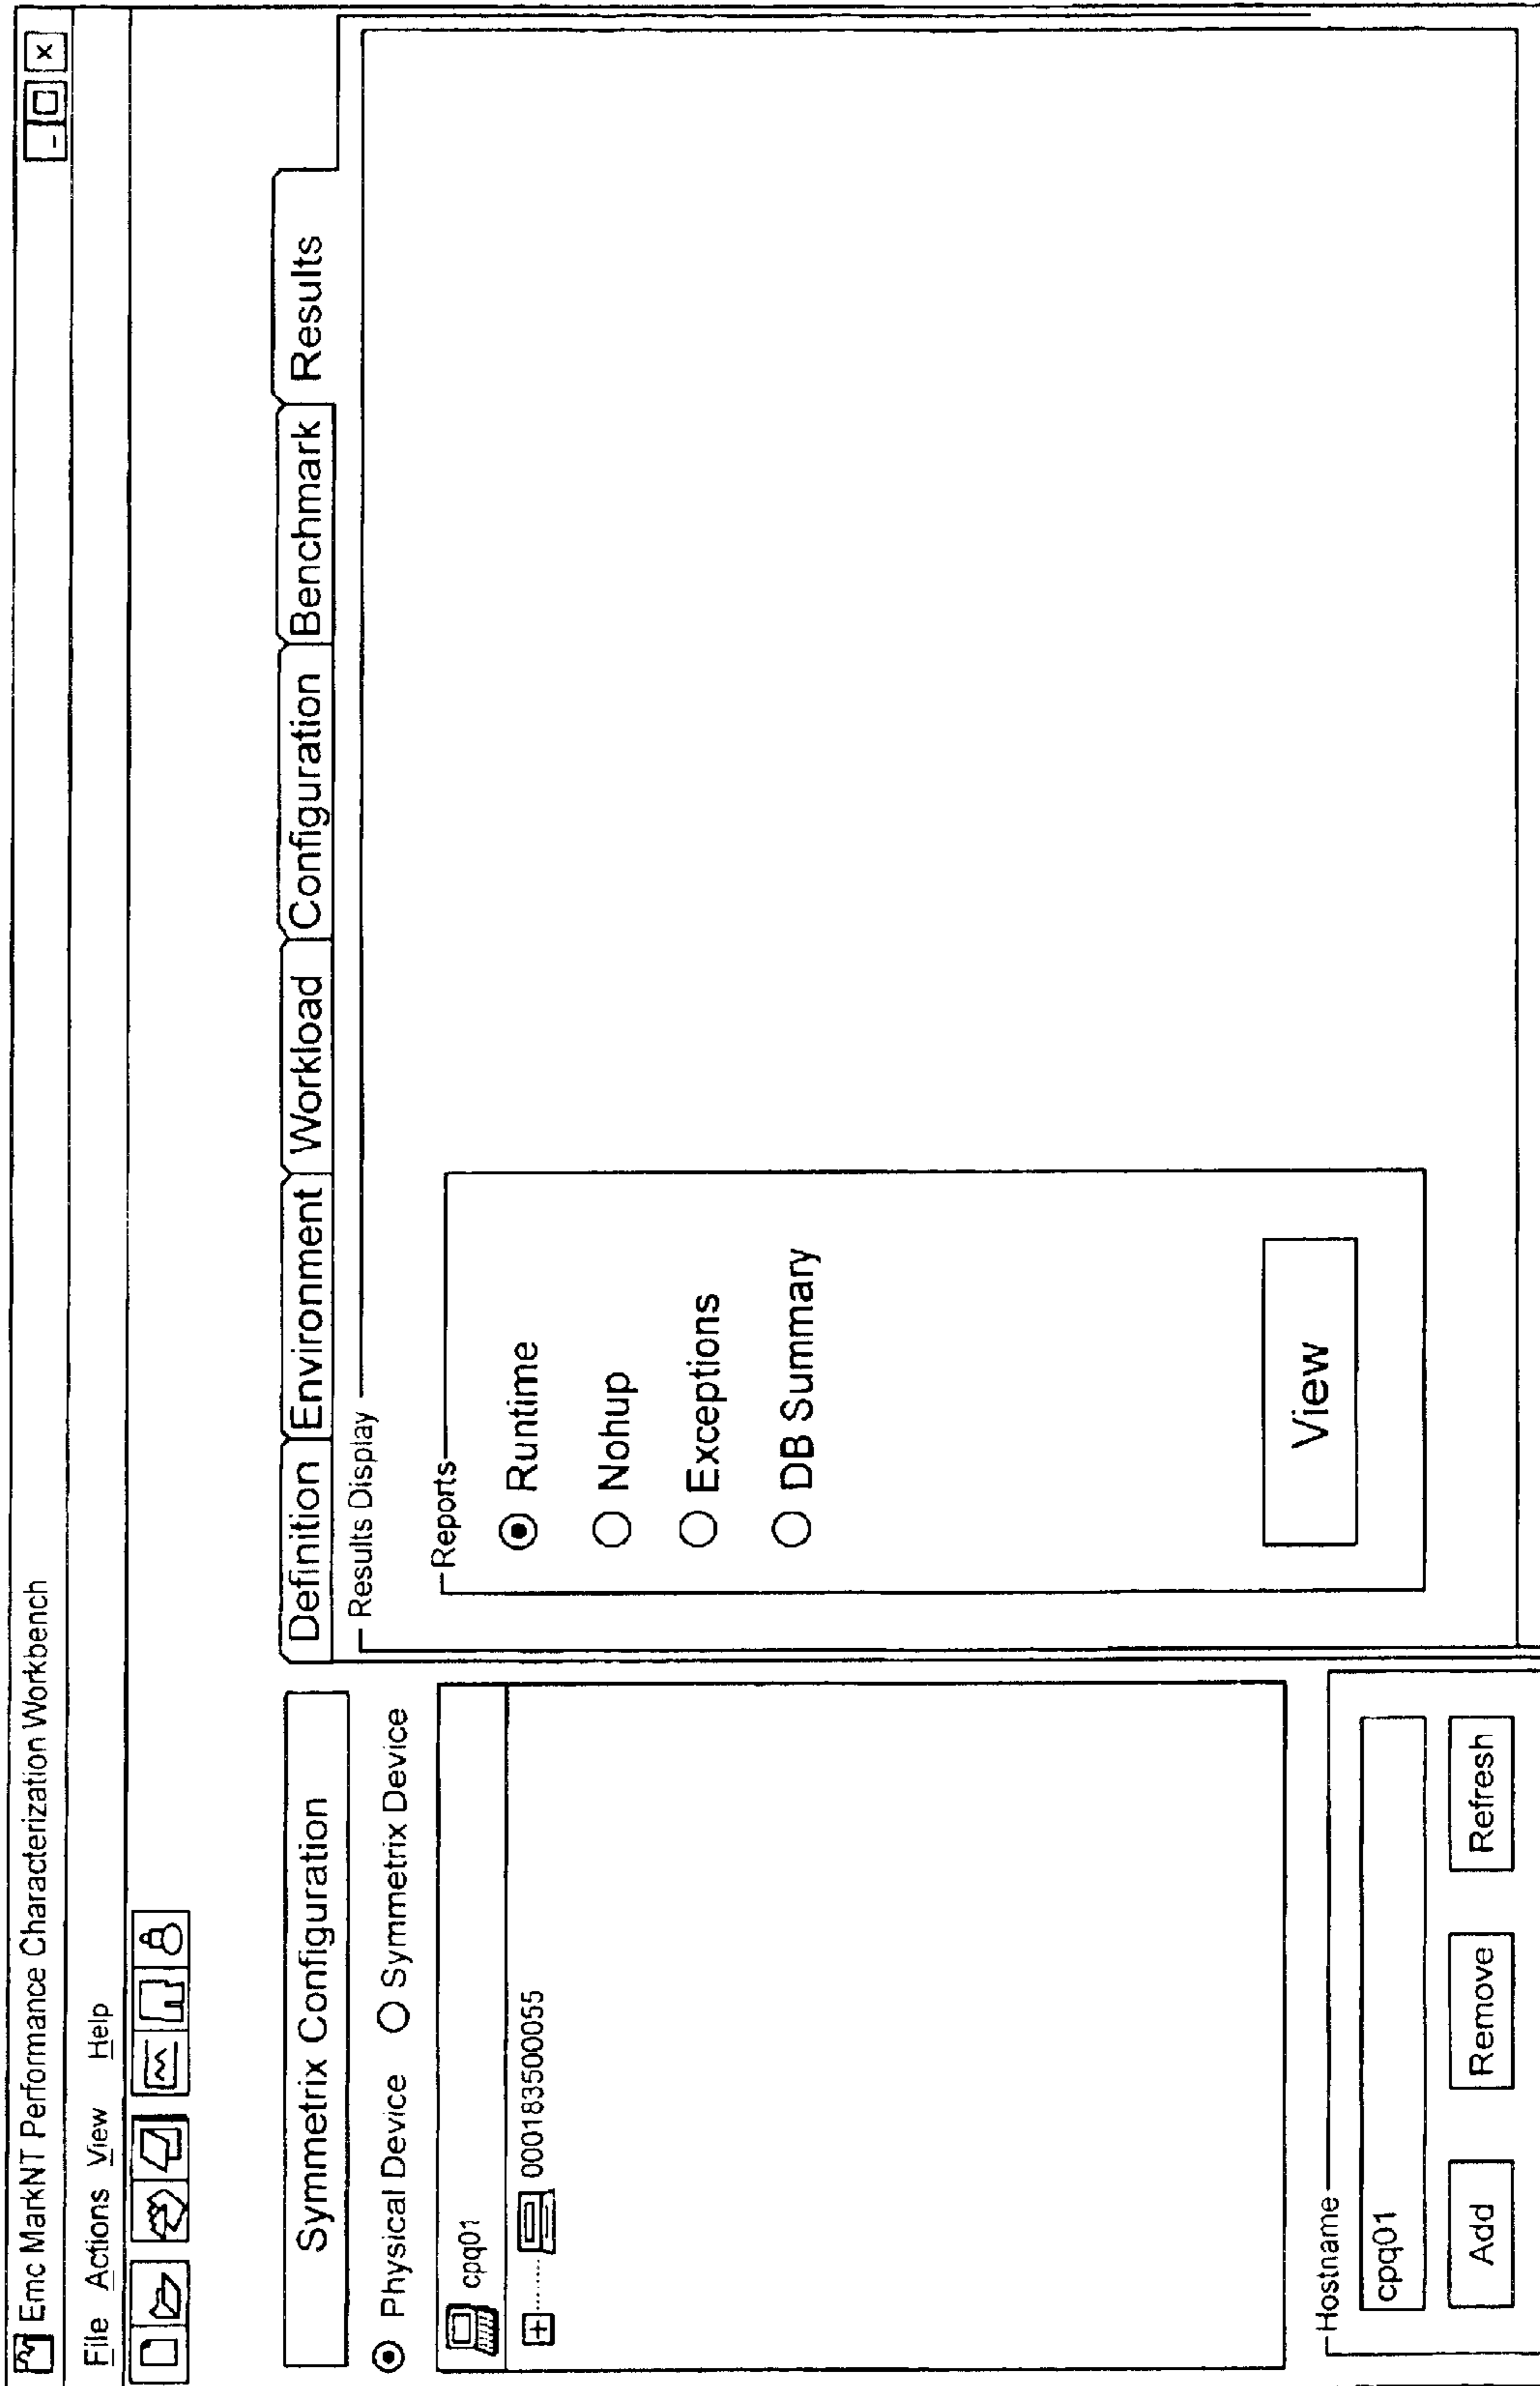 Emc MarkNT Performance Characterization Workbench
File Actions View Help
Symmetrix Configuration
Physical Device Symmetrix Device
cpq01
000183500055
Hostname
cpq01
Add Remove Refresh
Definition Environment Workload Configuration Benchmark Results
Results Display
Reports
Runtime
Nohup
Exceptions
DB Summary
View